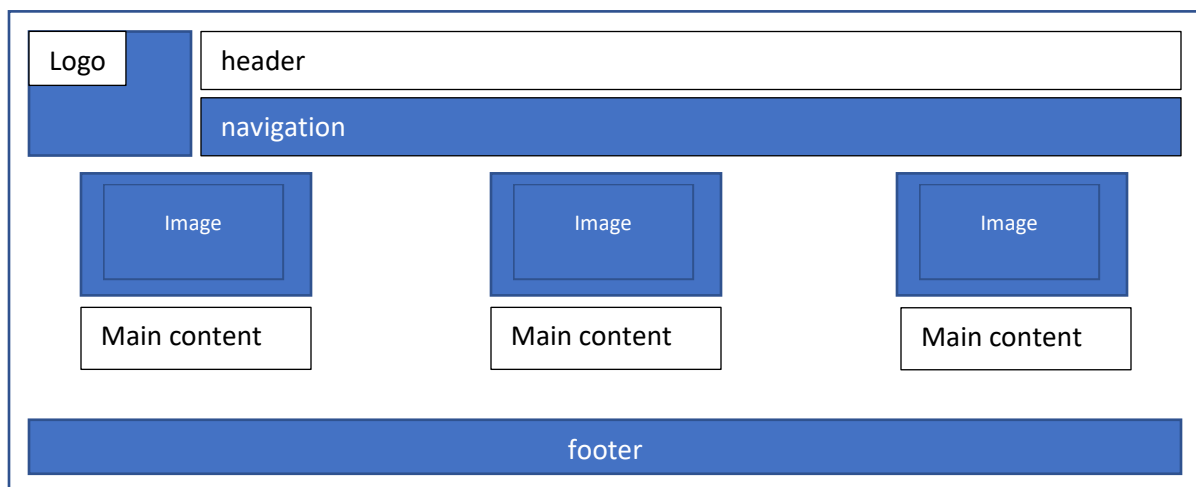 Logo
header
navigation
Image
Image
Image
Main content
Main content
Main content
footer